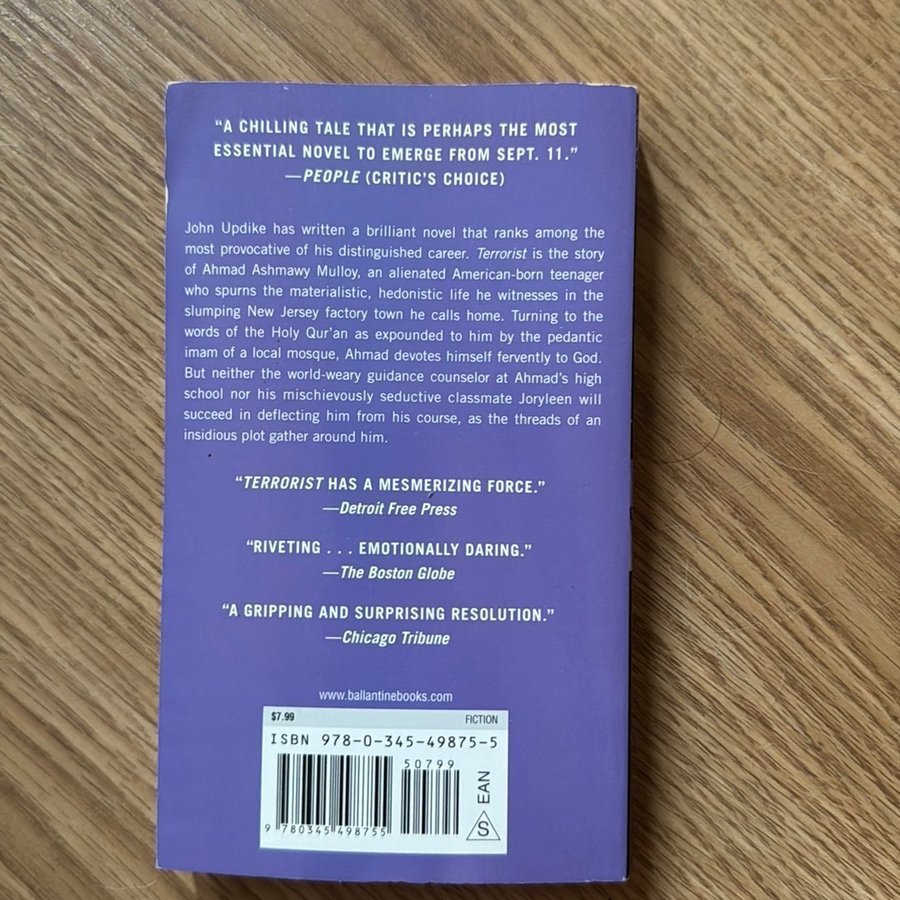 “A CHILLING TALE THAT IS PERHAPS THE MOST
ESSENTIAL NOVEL TO EMERGE FROM SEPT. 11.”
—PEOPLE (CRITIC’S CHOICE)
John Updike has written a brilliant novel that ranks among the
most provocative of his distinguished career. Terrorist is the story
of Ahmad Ashmawy Mulloy, an alienated American-born teenager
who spurns the materialistic, hedonistic life he witnesses in the
slumping New Jersey factory town he calls home. Turning to the
words of the Holy Qur’an as expounded to him by the pedantic
imam of a local mosque, Ahmad devotes himself fervently to God.
But neither the world-weary guidance counselor at Ahmad’s high
school nor his mischievously seductive classmate Joryleen will
succeed in deflecting him from his course, as the threads of an
insidious plot gather around him.
“TERRORIST HAS A MESMERIZING FORCE.”
—Detroit Free Press
“RIVETING . . . EMOTIONALLY DARING.”
—The Boston Globe
“A GRIPPING AND SURPRISING RESOLUTION.”
—Chicago Tribune
www.ballantinebooks.com
$7.99 FICTION
ISBN 978-0-345-49875-5
50799
9 780345 498755
EAN
S